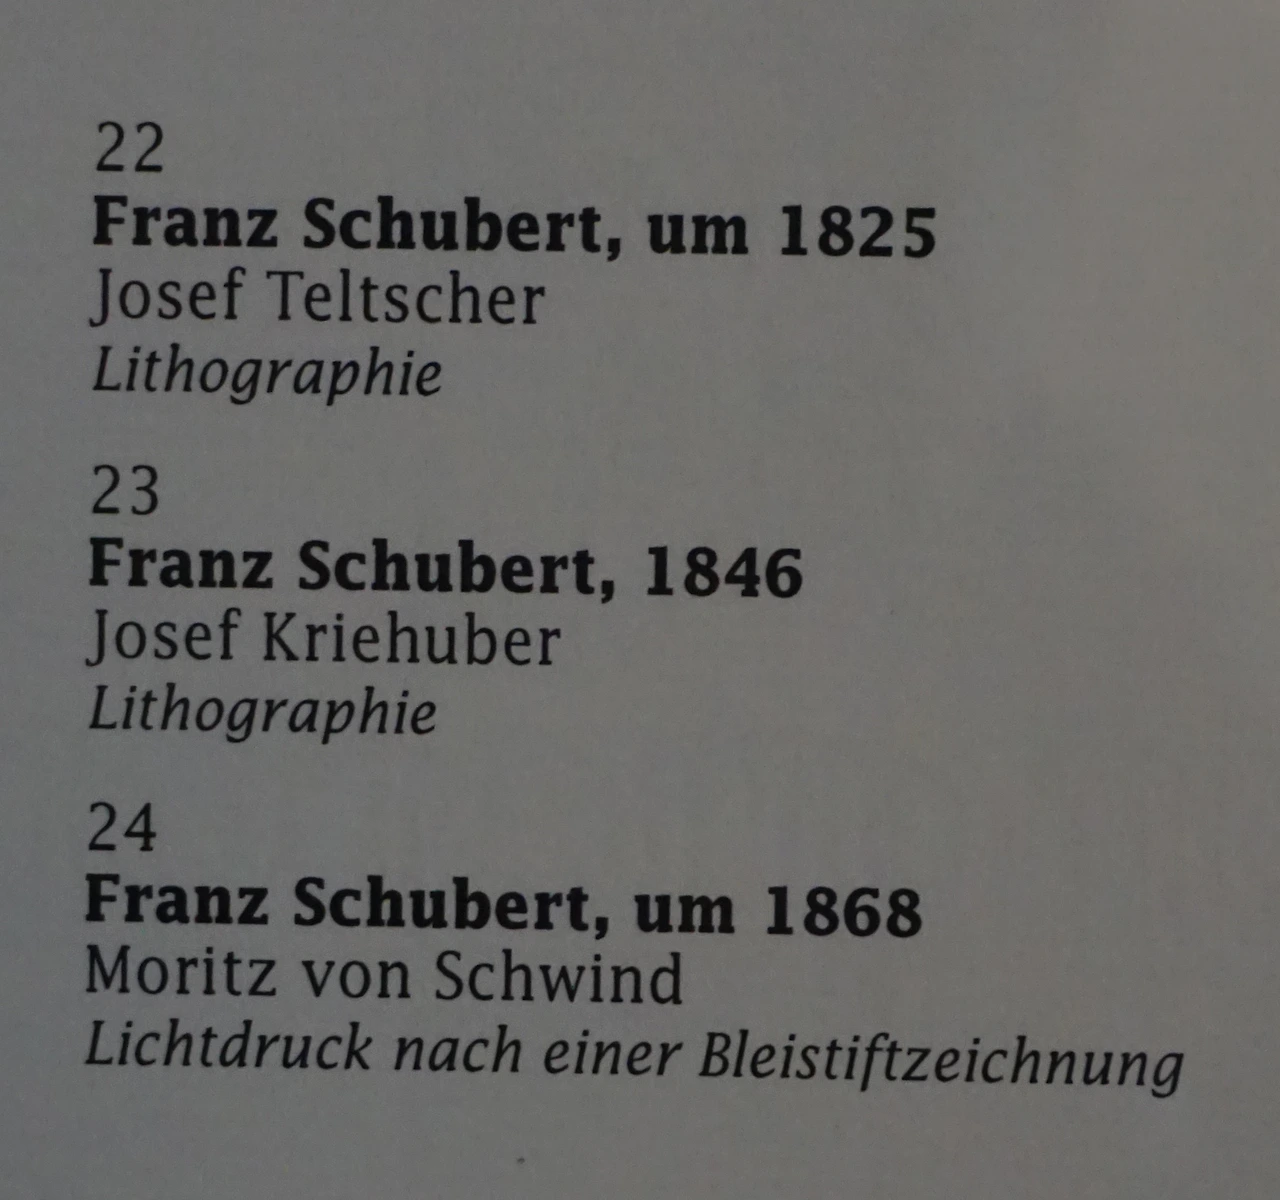 22
Franz Schubert, um 1825
Josef Teltscher
Lithographie
23
Franz Schubert, 1846
Josef Kriehuber
Lithographie
24
Franz Schubert, um 1868
Moritz von Schwind
Lichtdruck nach einer Bleistiftzeichnung